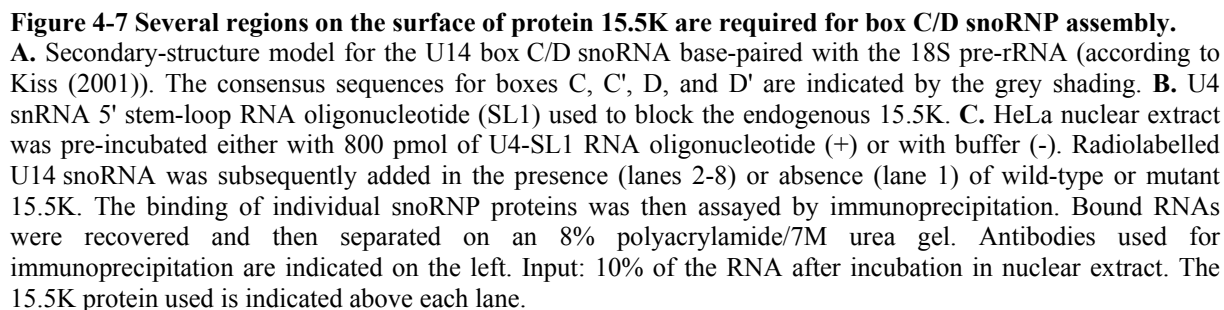 Figure 4-7 Several regions on the surface of protein 15.5K are required for box C/D snoRNP assembly.
A. Secondary-structure model for the U14 box C/D snoRNA base-paired with the 18S pre-rRNA (according to
Kiss (2001)). The consensus sequences for boxes C, C', D, and D' are indicated by the grey shading. B. U4
snRNA 5' stem-loop RNA oligonucleotide (SL1) used to block the endogenous 15.5K. C. HeLa nuclear extract
was pre-incubated either with 800 pmol of U4-SL1 RNA oligonucleotide (+) or with buffer (-). Radiolabelled
U14 snoRNA was subsequently added in the presence (lanes 2-8) or absence (lane 1) of wild-type or mutant
15.5K. The binding of individual snoRNP proteins was then assayed by immunoprecipitation. Bound RNAs
were recovered and then separated on an 8% polyacrylamide/7M urea gel. Antibodies used for
immunoprecipitation are indicated on the left. Input: 10% of the RNA after incubation in nuclear extract. The
15.5K protein used is indicated above each lane.